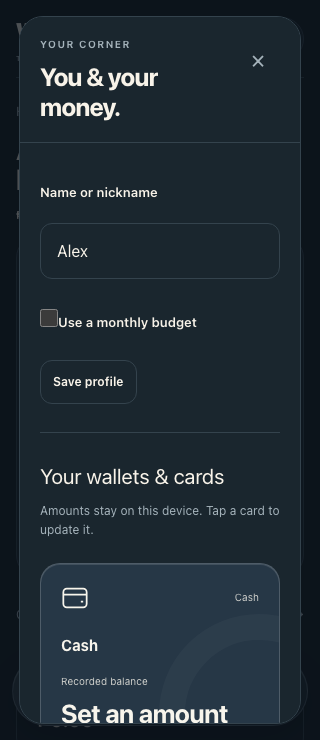 YOUR CORNER
You & your
money.
Name or nickname
Alex
Use a monthly budget
Save profile
Your wallets & cards
Amounts stay on this device. Tap a card to
update it.
Cash
Cash
Recorded balance
Set an amount